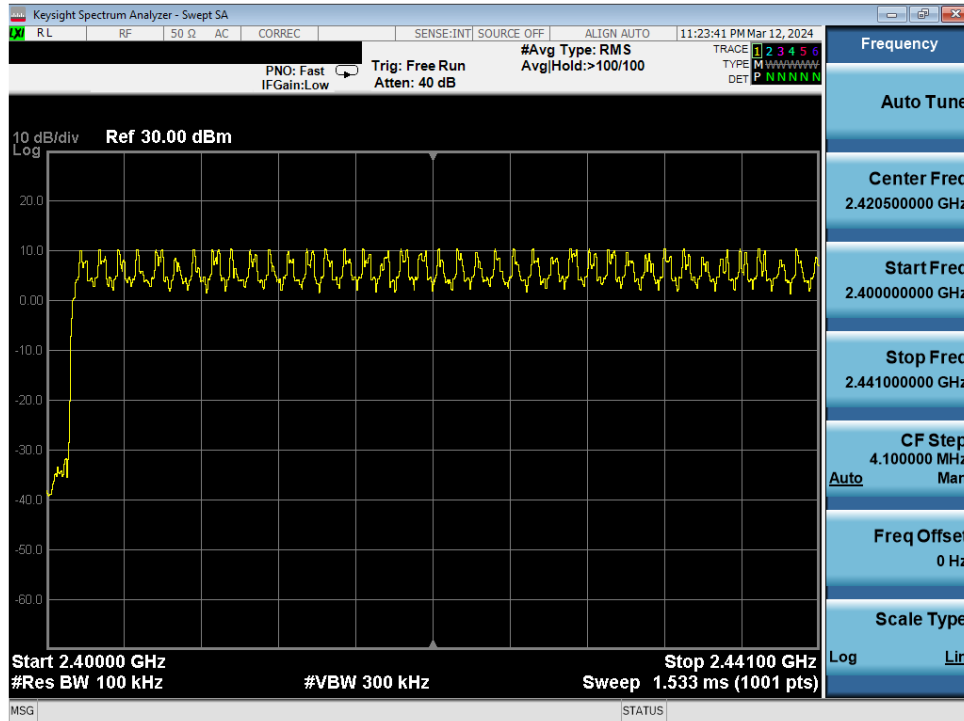 Keysight Spectrum Analyzer - Swept SA
LXI RL RF 50 Ω AC CORREC SENSE:INT SOURCE OFF ALIGN AUTO 11:23:41 PM Mar 12, 2024
PNO: Fast
IFGain:Low
Trig: Free Run
Atten: 40 dB
#Avg Type: RMS
Avg|Hold:>100/100
TRACE 1 2 3 4 5 6
TYPE M WWWWW
DET P N N N N N
10 dB/div
Log
Ref 30.00 dBm
20.0
10.0
0.00
-10.0
-20.0
-30.0
-40.0
-50.0
-60.0
Start 2.40000 GHz
Stop 2.44100 GHz
#Res BW 100 kHz
#VBW 300 kHz
Sweep 1.533 ms (1001 pts)
MSG
STATUS
Frequency
Auto Tune
Center Freq
2.420500000 GHz
Start Freq
2.400000000 GHz
Stop Freq
2.441000000 GHz
CF Step
4.100000 MHz
Auto Man
Freq Offset
0 Hz
Scale Type
Log Lin